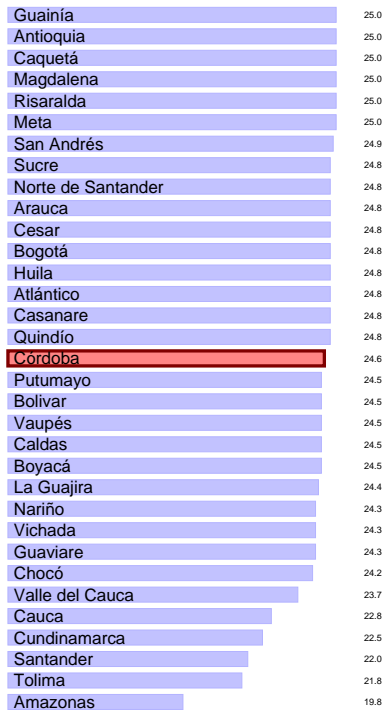 Guainía 25.0
Antioquia 25.0
Caquetá 25.0
Magdalena 25.0
Risaralda 25.0
Meta 25.0
San Andrés 24.9
Sucre 24.8
Norte de Santander 24.8
Arauca 24.8
Cesar 24.8
Bogotá 24.8
Huila 24.8
Atlántico 24.8
Casanare 24.8
Quindío 24.8
Córdoba 24.6
Putumayo 24.5
Bolivar 24.5
Vaupés 24.5
Caldas 24.5
Boyacá 24.5
La Guajira 24.4
Nariño 24.3
Vichada 24.3
Guaviare 24.3
Chocó 24.2
Valle del Cauca 23.7
Cauca 22.8
Cundinamarca 22.5
Santander 22.0
Tolima 21.8
Amazonas 19.8